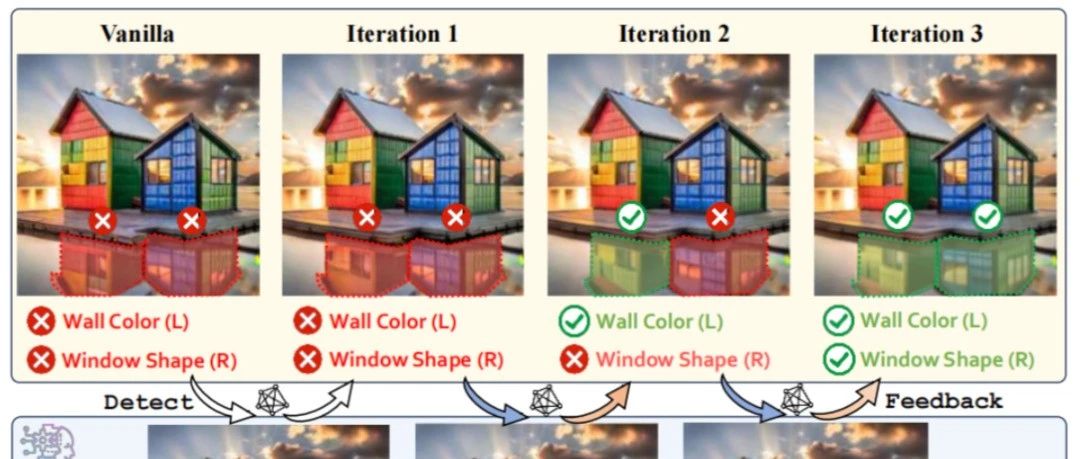 Vanilla
Iteration 1
Iteration 2
Iteration 3
Wall Color (L)
Wall Color (L)
Wall Color (L)
Wall Color (L)
Window Shape (R)
Window Shape (R)
Window Shape (R)
Window Shape (R)
Detect
Feedback